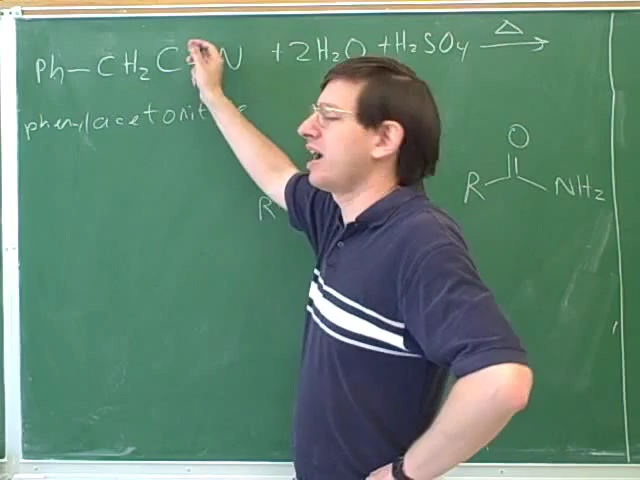 Ph-CH2C≡N +2H2O +H2SO4 Δ→
phenylacetonit
O
R NH2
R